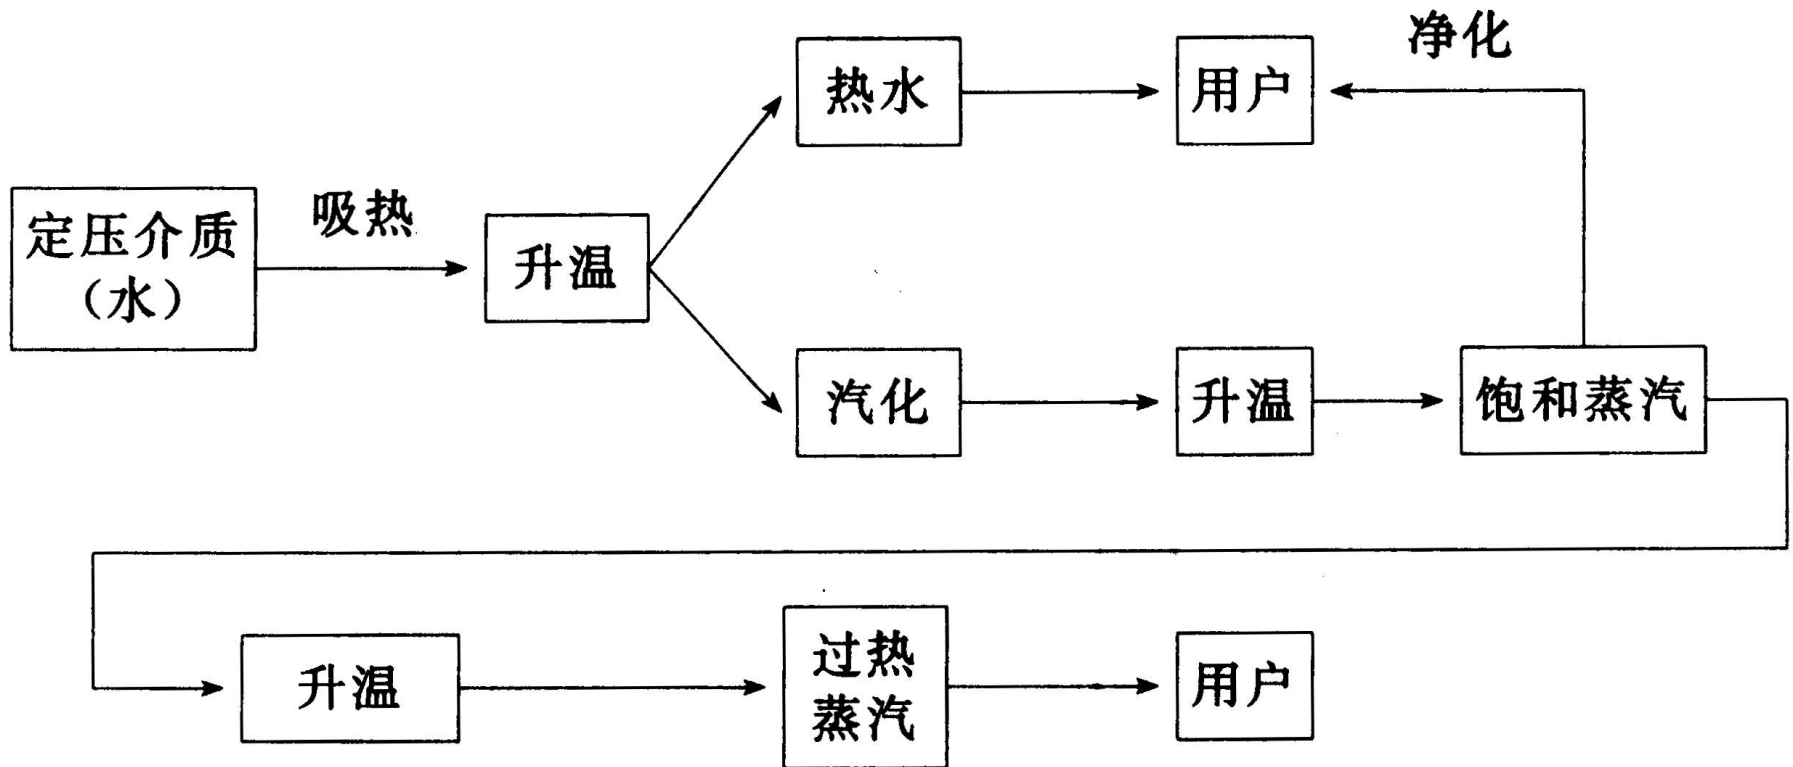 净化
热水
用户
吸热
定压介质
（水）
升温
汽化
升温
饱和蒸汽
升温
过热
蒸汽
用户